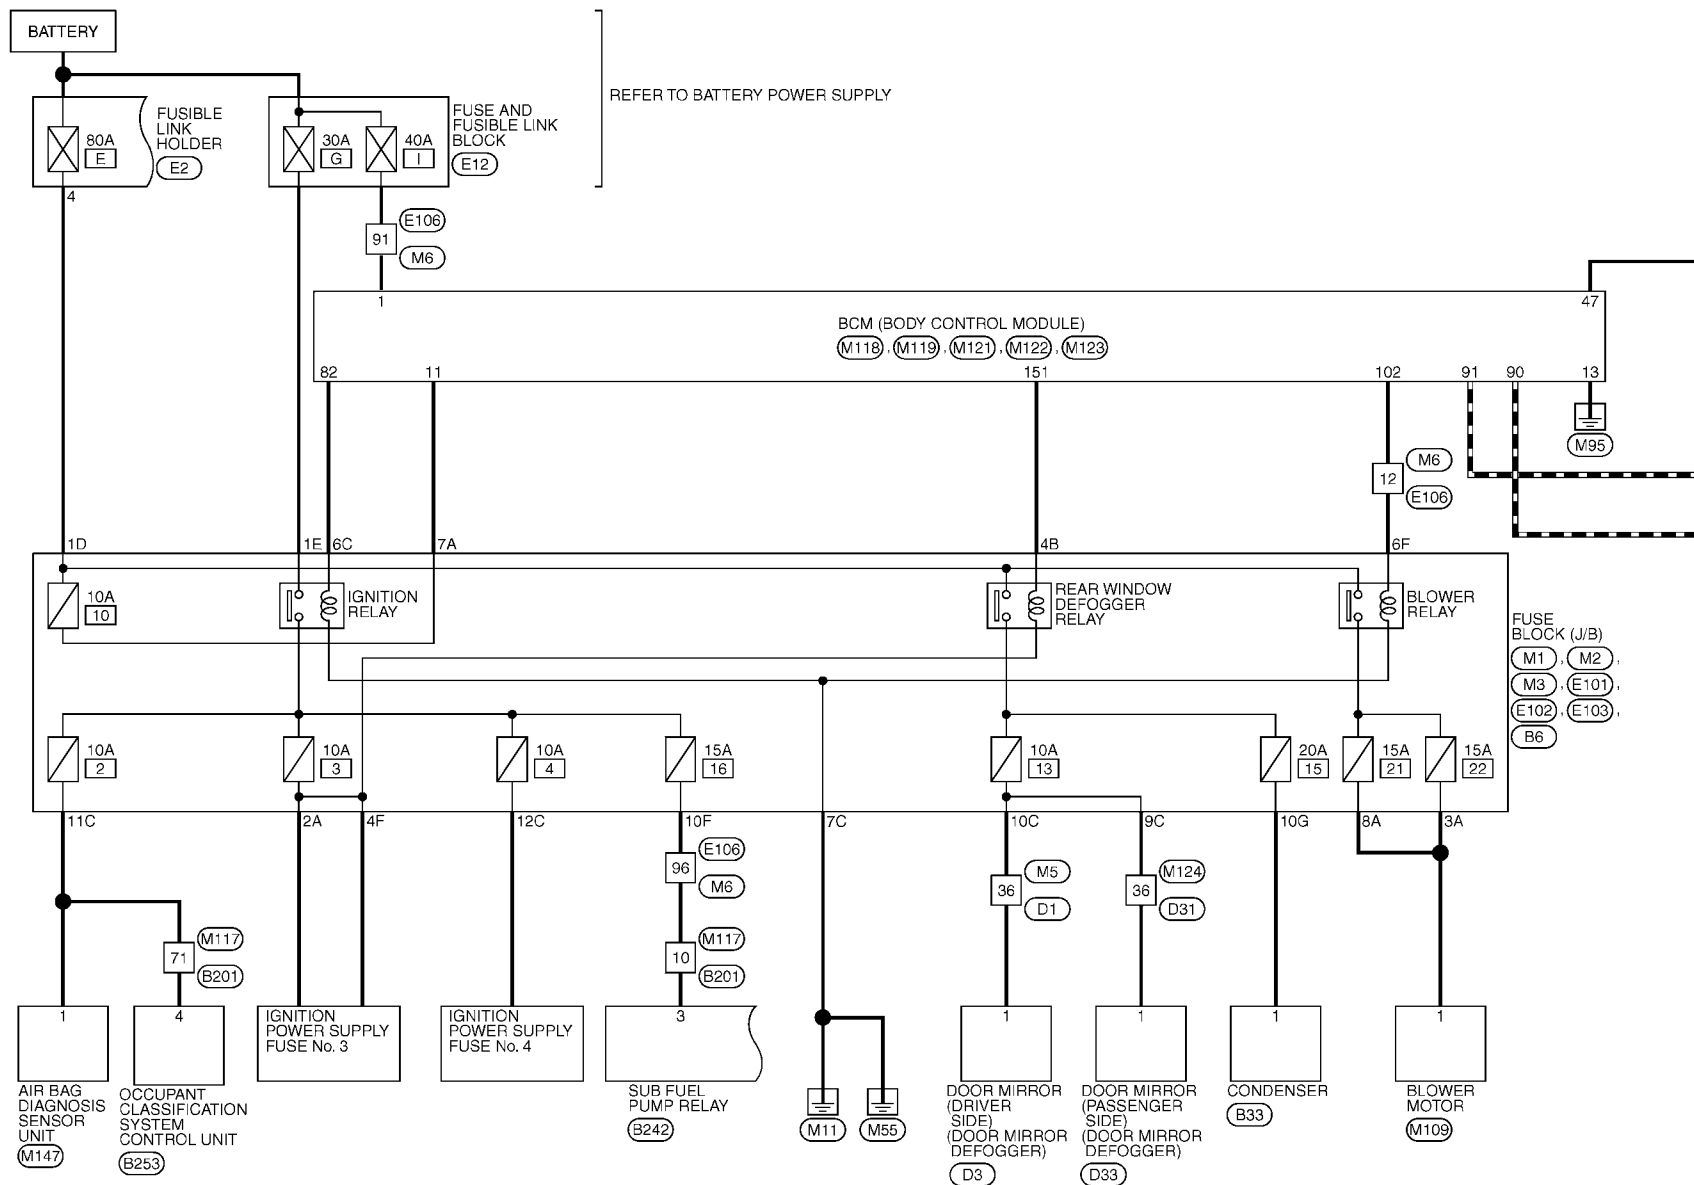 BATTERY
REFER TO BATTERY POWER SUPPLY
80A
E
FUSIBLE
LINK
HOLDER
E2
30A
G
40A
I
FUSE AND
FUSIBLE LINK
BLOCK
E12
4
91
E106
M6
1
47
BCM (BODY CONTROL MODULE)
M118 , M119 , M121 , M122 , M123
82
11
151
102
91
90
13
M95
12
M6
E106
1D
1E
6C
7A
4B
6F
10A
10
IGNITION
RELAY
REAR WINDOW
DEFOGGER
RELAY
BLOWER
RELAY
FUSE
BLOCK (J/B)
M1 , M2 ,
M3 , E101 ,
E102 , E103 ,
B6
10A
2
10A
3
10A
4
15A
16
10A
13
20A
15
15A
21
15A
22
11C
2A
4F
12C
10F
7C
10C
9C
10G
8A
3A
96
E106
M6
36
M5
D1
36
M124
D31
71
M117
B201
10
M117
B201
1
AIR BAG
DIAGNOSIS
SENSOR
UNIT
M147
4
OCCUPANT
CLASSIFICATION
SYSTEM
CONTROL UNIT
B253
IGNITION
POWER SUPPLY
FUSE No. 3
IGNITION
POWER SUPPLY
FUSE No. 4
3
SUB FUEL
PUMP RELAY
B242
M11
M55
1
DOOR MIRROR
(DRIVER
SIDE)
(DOOR MIRROR
DEFOGGER)
D3
1
DOOR MIRROR
(PASSENGER
SIDE)
(DOOR MIRROR
DEFOGGER)
D33
1
CONDENSER
B33
1
BLOWER
MOTOR
M109